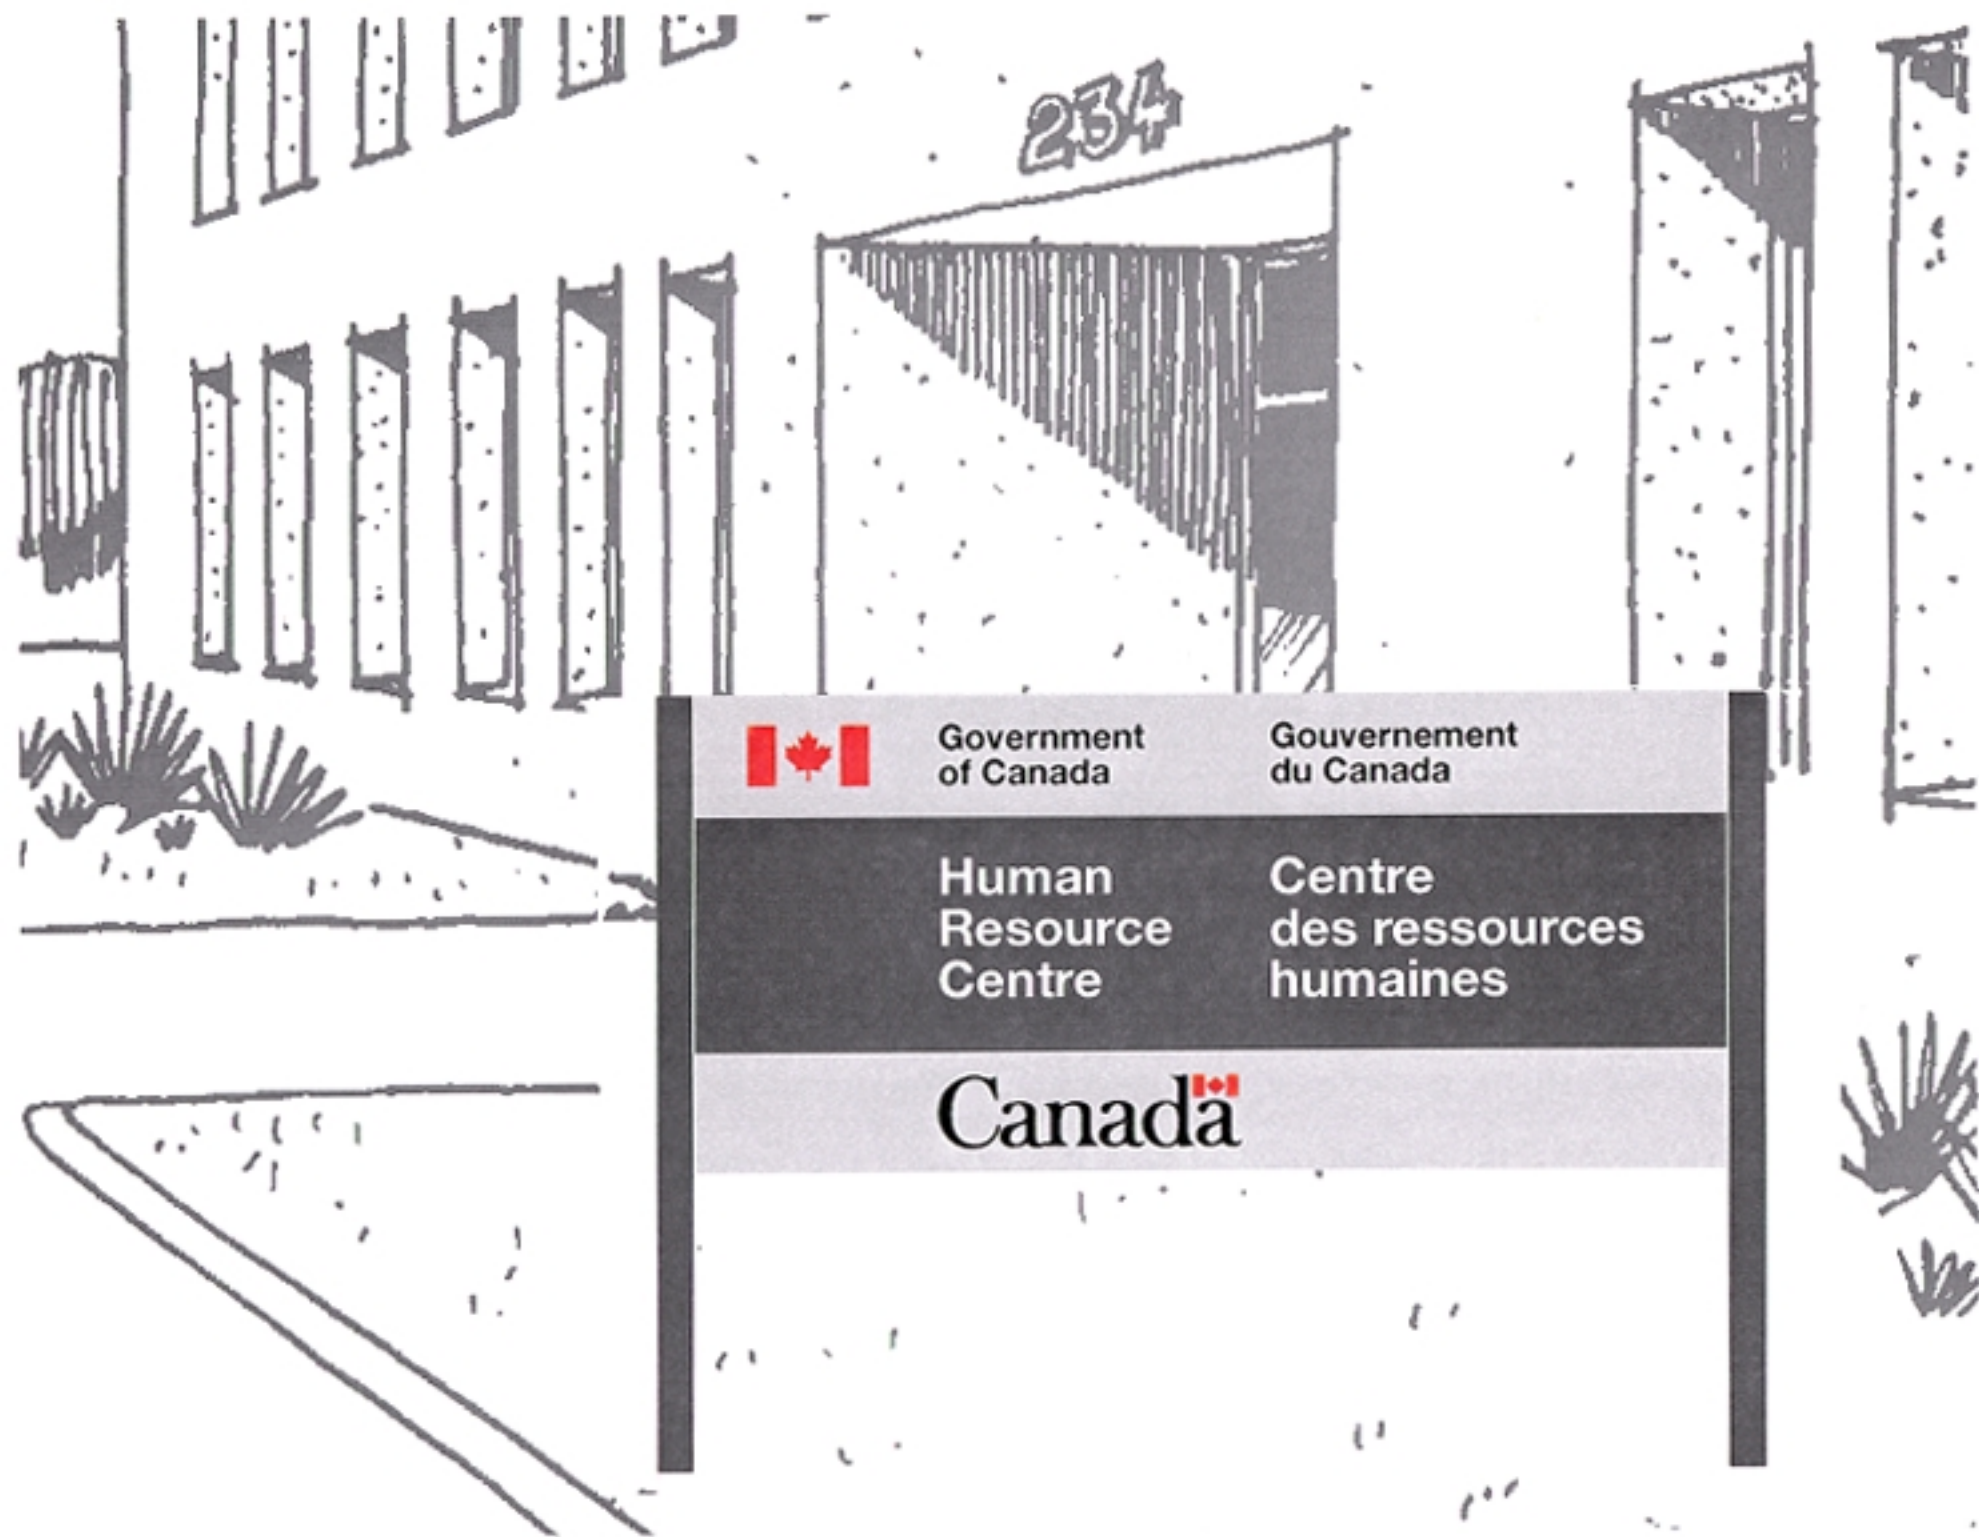 234
Government
of Canada
Gouvernement
du Canada
Human
Resource
Centre
Centre
des ressources
humaines
Canada